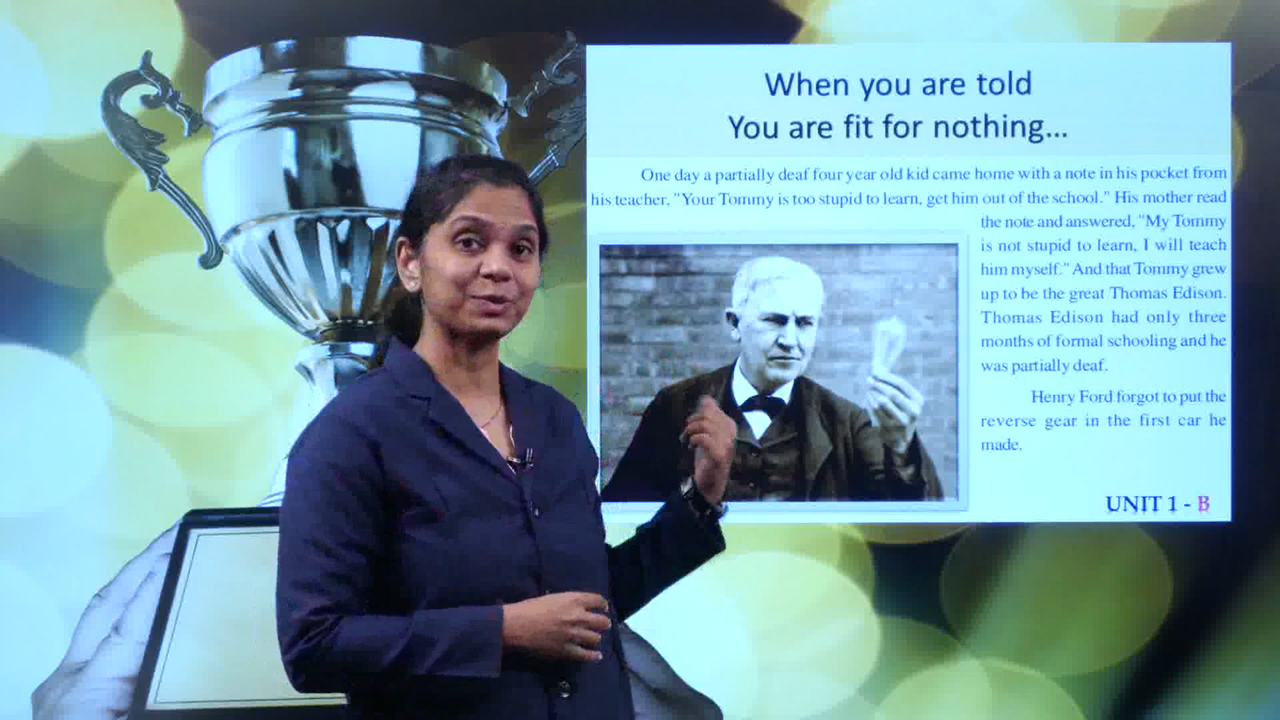 When you are told
You are fit for nothing...
One day a partially deaf four year old kid came home with a note in his pocket from
his teacher, "Your Tommy is too stupid to learn, get him out of the school." His mother read
the note and answered, "My Tommy
is not stupid to learn, I will teach
him myself." And that Tommy grew
up to be the great Thomas Edison.
Thomas Edison had only three
months of formal schooling and he
was partially deaf.
Henry Ford forgot to put the
reverse gear in the first car he
made.
UNIT 1 - B